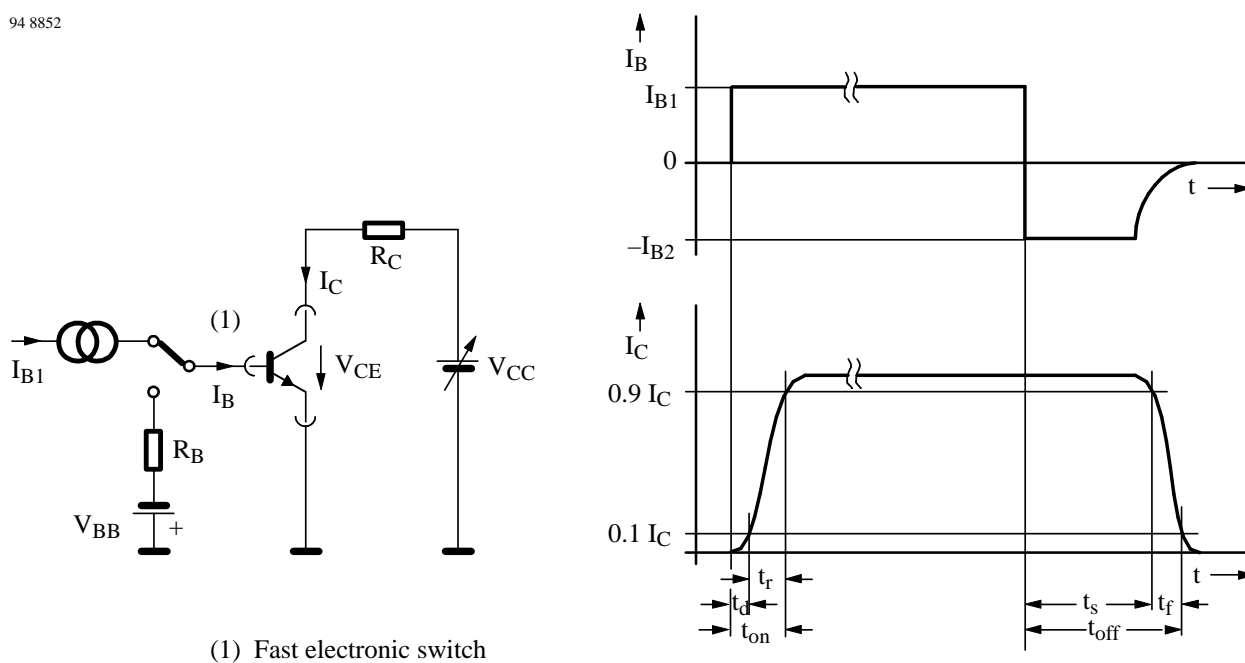 94 8852
I_B
I_B1
0
t
–I_B2
R_C
I_C
(1)
I_B1
I_B
V_CE
V_CC
R_B
V_BB
+
I_C
0.9 I_C
0.1 I_C
t
t_r
t_d
t_s
t_f
t_on
t_off
(1) Fast electronic switch